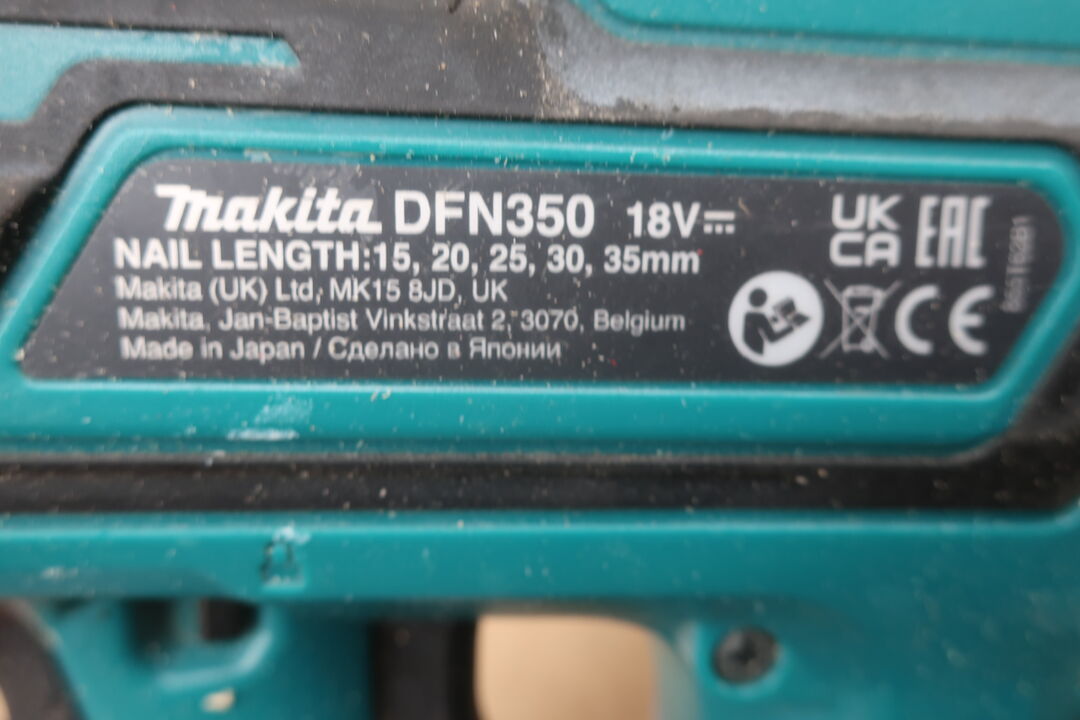 makita DFN350 18V
NAIL LENGTH:15, 20, 25, 30, 35mm
Makita (UK) Ltd, MK15 8JD, UK
Makita, Jan-Baptist Vinkstraat 2, 3070, Belgium
Made in Japan / Сделано в Японии
UK
CA
EAC
CE